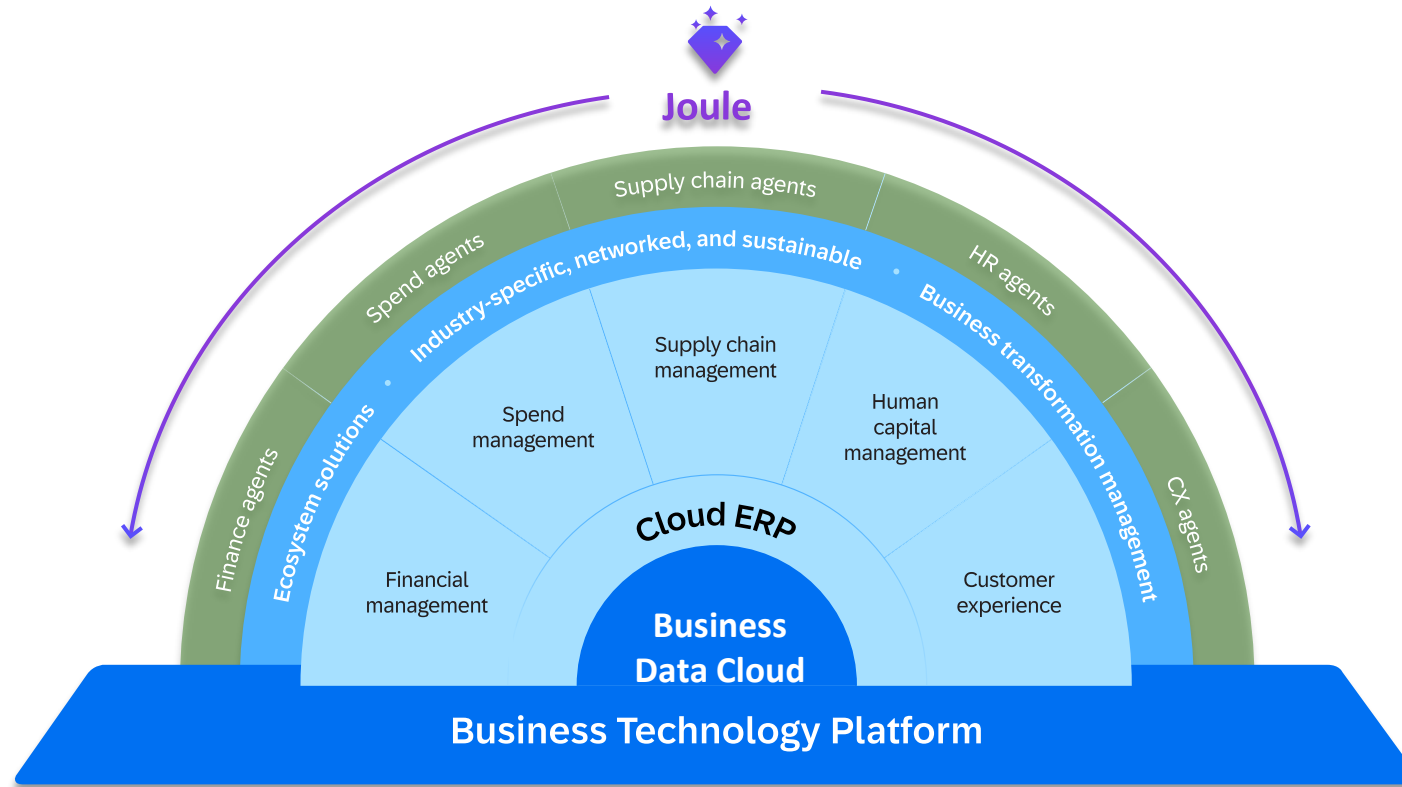 Joule
Finance agents
Spend agents
Supply chain agents
HR agents
CX agents
Ecosystem solutions • Industry-specific, networked, and sustainable • Business transformation management
Financial
management
Spend
management
Supply chain
management
Human
capital
management
Customer
experience
Cloud ERP
Business
Data Cloud
Business Technology Platform